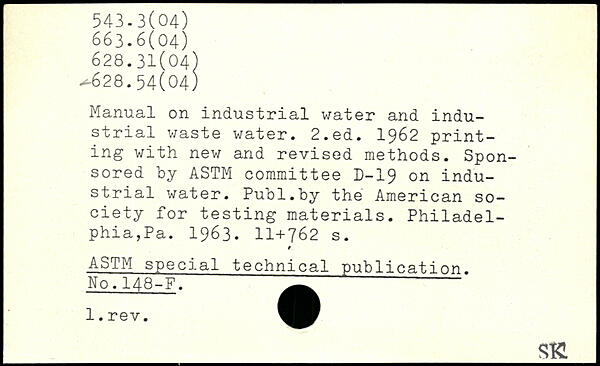 543.3(04)
663.6(04)
628.31(04)
628.54(04)
Manual on industrial water and indu-
strial waste water. 2.ed. 1962 print-
ing with new and revised methods. Spon-
sored by ASTM committee D-19 on indu-
strial water. Publ.by the American so-
ciety for testing materials. Philadel-
phia,Pa. 1963. 11+762 s.
ASTM special technical publication.
No.148-F.
1.rev.
SK